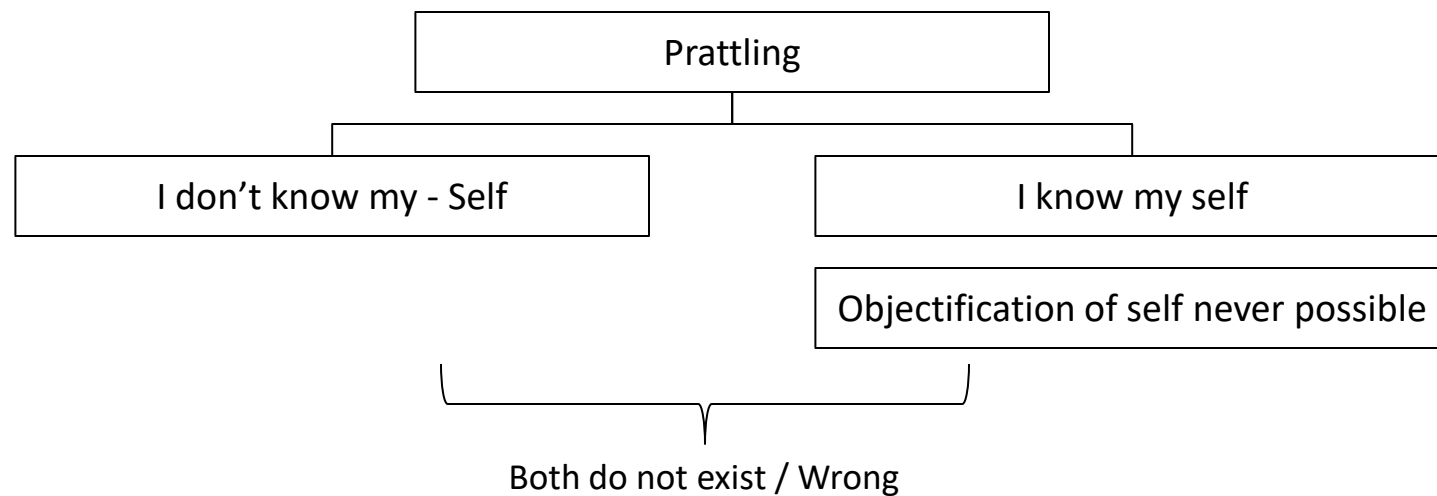 Prattling
I don’t know my - Self
I know my self
Objectification of self never possible
Both do not exist / Wrong